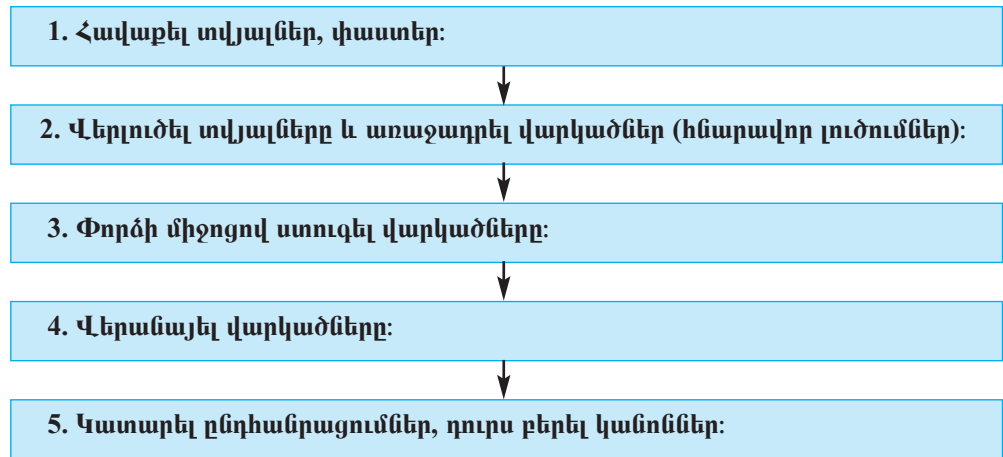 1. Հավաքել տվյալներ, փաստեր:
2. Վերլուծել տվյալները և առաջադրել վարկածներ (հնարավոր լուծումներ):
3. Փորձի միջոցով ստուգել վարկածները:
4. Վերանայել վարկածները:
5. Կատարել ընդհանրացումներ, դուրս բերել կանոններ: